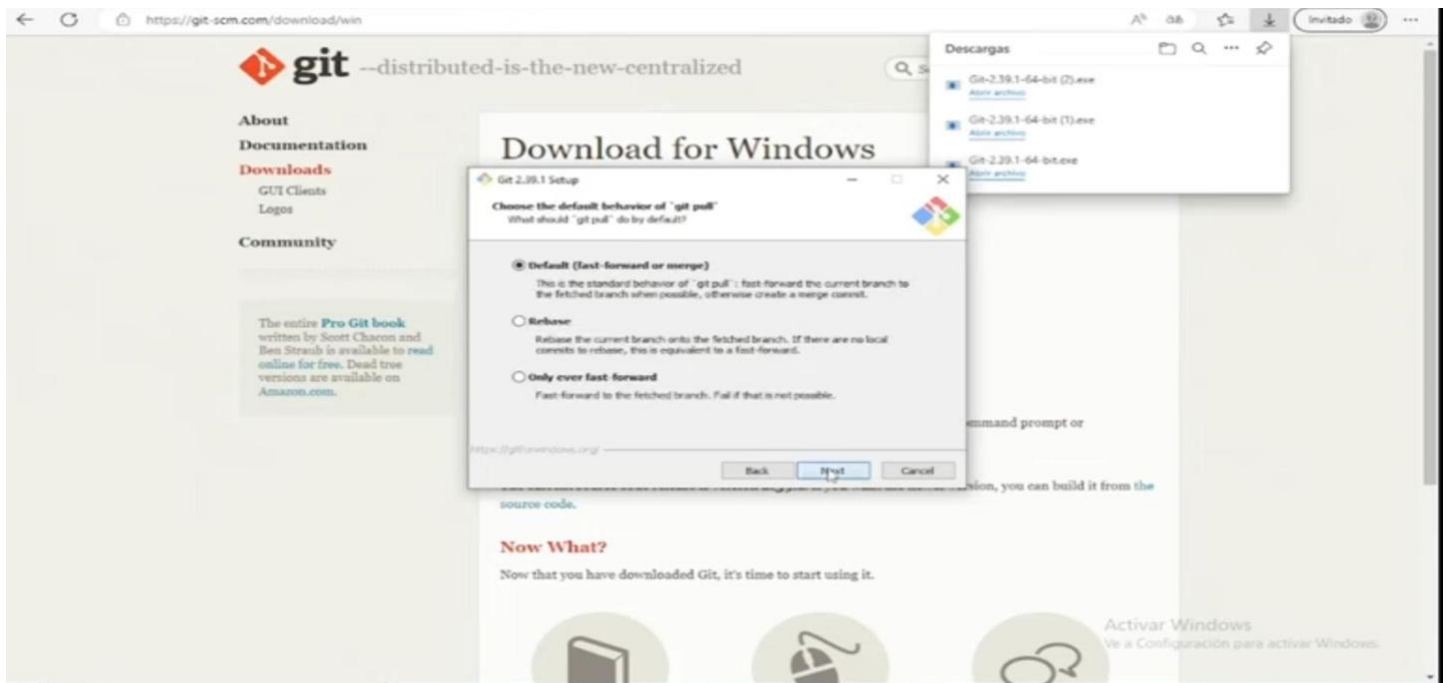 https://git-scm.com/download/win
Invitado
git --distributed-is-the-new-centralized
Descargas
Git-2.39.1-64-bit (2).exe
Abrir archivo
Git-2.39.1-64-bit (1).exe
Abrir archivo
Git-2.39.1-64-bit.exe
Abrir archivo
About
Documentation
Downloads
GUI Clients
Logos
Community
The entire Pro Git book
written by Scott Chacon and
Ben Straub is available to read
online for free. Dead tree
versions are available on
Amazon.com.
Download for Windows
Git 2.39.1 Setup
Choose the default behavior of `git pull`
What should `git pull` do by default?
Default (fast-forward or merge)
This is the standard behavior of `git pull`: fast-forward the current branch to
the fetched branch when possible, otherwise create a merge commit.
Rebase
Rebase the current branch onto the fetched branch. If there are no local
commits to rebase, this is equivalent to a fast-forward.
Only ever fast-forward
Fast-forward to the fetched branch. Fail if that is not possible.
https://gitforwindows.org/
Back
Next
Cancel
command prompt or
you can build it from the
source code.
Now What?
Now that you have downloaded Git, it's time to start using it.
Activar Windows
Ve a Configuración para activar Windows.